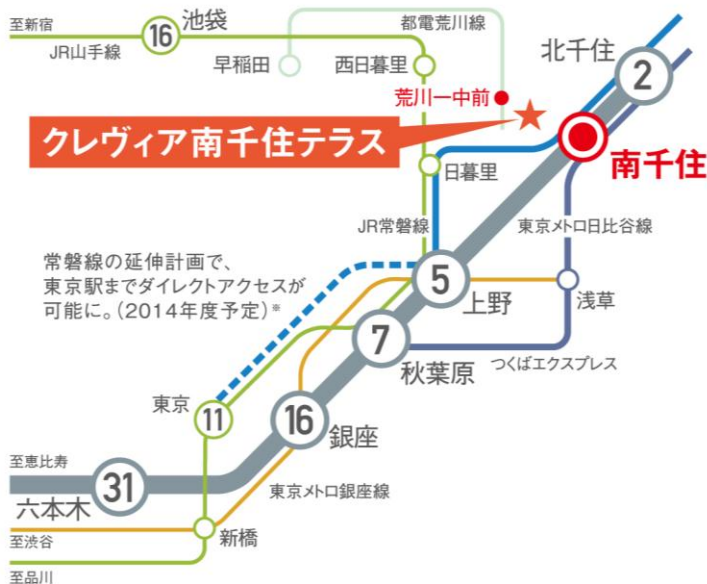 至新宿
16
池袋
都電荒川線
JR山手線
早稲田
西日暮里
北千住
2
荒川一中前
クレヴィア南千住テラス
南千住
日暮里
JR常磐線
東京メトロ日比谷線
常磐線の延伸計画で、
東京駅までダイレクトアクセスが
可能に。(2014年度予定)※
5
上野
浅草
7
秋葉原
つくばエクスプレス
東京
11
16
銀座
至恵比寿
31
六本木
東京メトロ銀座線
至渋谷
新橋
至品川